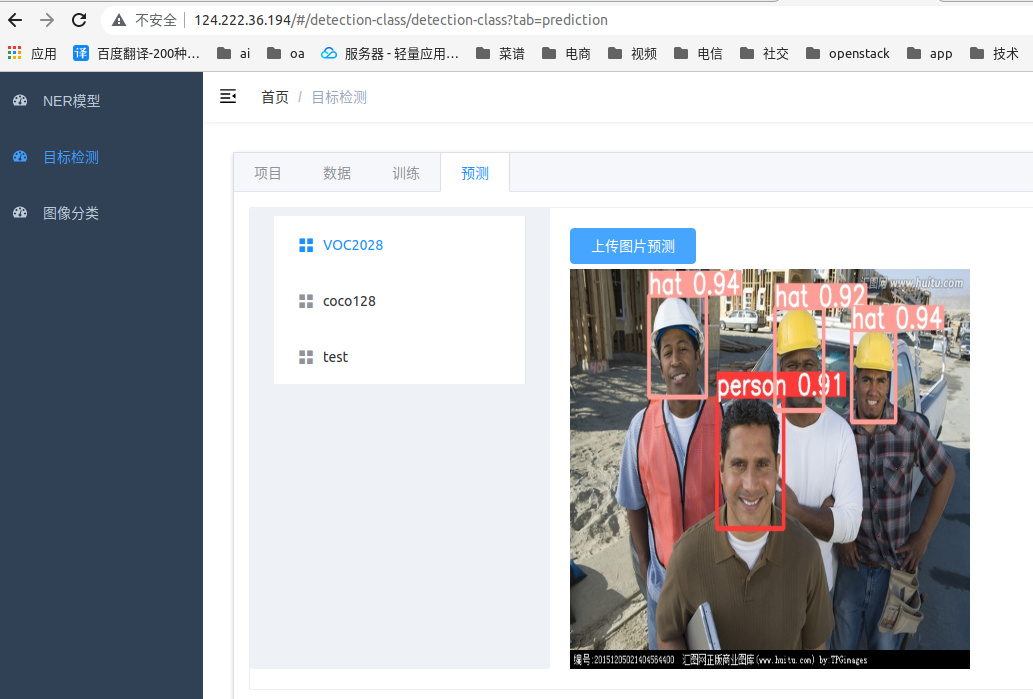 不安全 124.222.36.194/#/detection-class/detection-class?tab=prediction
应用 译 百度翻译-200种… ai oa 服务器 - 轻量应用… 菜谱 电商 视频 电信 社交 openstack app 技术
NER模型
目标检测
图像分类
首页 / 目标检测
项目 数据 训练 预测
VOC2028
coco128
test
上传图片预测
汇图网 www.huitu.com
hat 0.94
hat 0.92
hat 0.94
person 0.91
编号:20151205021404564400 汇图网正版商业图库(www.huitu.com) by:TPGimages